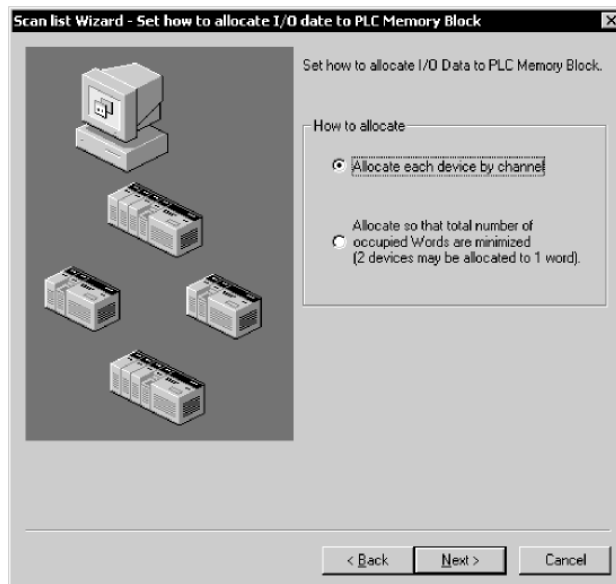 Scan list Wizard - Set how to allocate I/O date to PLC Memory Block
Set how to allocate I/O Data to PLC Memory Block.
How to allocate
Allocate each device by channel
Allocate so that total number of
occupied Words are minimized
(2 devices may be allocated to 1 word).
< Back
Next >
Cancel